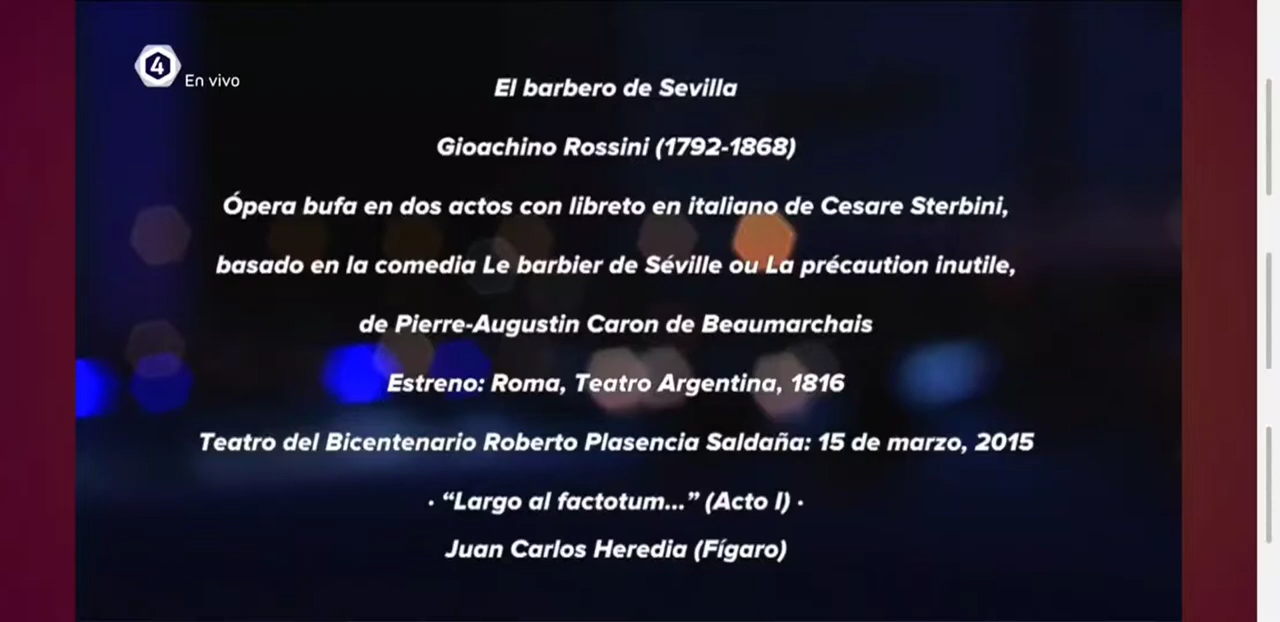 4
En vivo
El barbero de Sevilla
Gioachino Rossini (1792-1868)
Ópera bufa en dos actos con libreto en italiano de Cesare Sterbini,
basado en la comedia Le barbier de Séville ou La précaution inutile,
de Pierre-Augustin Caron de Beaumarchais
Estreno: Roma, Teatro Argentina, 1816
Teatro del Bicentenario Roberto Plasencia Saldaña: 15 de marzo, 2015
· “Largo al factotum...” (Acto I) ·
Juan Carlos Heredia (Fígaro)